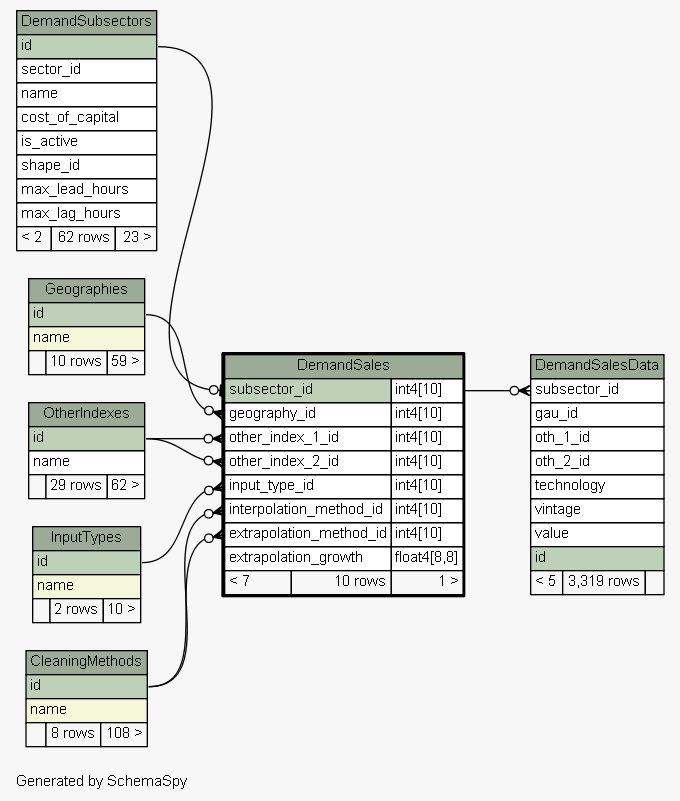 DemandSubsectors
id
sector_id
name
cost_of_capital
is_active
shape_id
max_lead_hours
max_lag_hours
< 2 62 rows 23 >
Geographies
id
name
10 rows 59 >
OtherIndexes
id
name
29 rows 62 >
InputTypes
id
name
2 rows 10 >
CleaningMethods
id
name
8 rows 108 >
DemandSales
subsector_id int4[10]
geography_id int4[10]
other_index_1_id int4[10]
other_index_2_id int4[10]
input_type_id int4[10]
interpolation_method_id int4[10]
extrapolation_method_id int4[10]
extrapolation_growth float4[8,8]
< 7 10 rows 1 >
DemandSalesData
subsector_id
gau_id
oth_1_id
oth_2_id
technology
vintage
value
id
< 5 3,319 rows
Generated by SchemaSpy